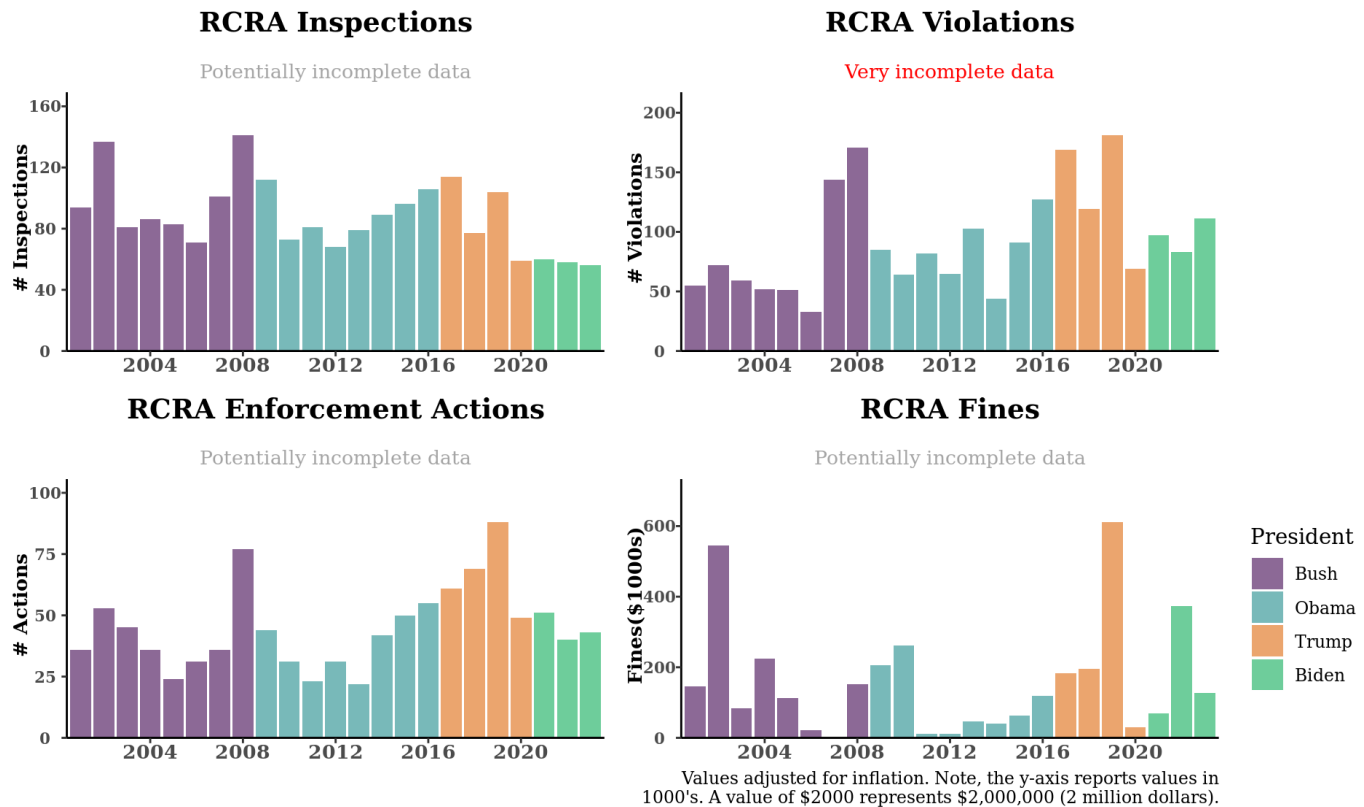 RCRA Inspections
Potentially incomplete data
# Inspections
160
120
80
40
0
2004 2008 2012 2016 2020
RCRA Violations
Very incomplete data
# Violations
200
150
100
50
0
2004 2008 2012 2016 2020
RCRA Enforcement Actions
Potentially incomplete data
# Actions
100
75
50
25
0
2004 2008 2012 2016 2020
RCRA Fines
Potentially incomplete data
Fines($1000s)
600
400
200
0
2004 2008 2012 2016 2020
Values adjusted for inflation. Note, the y-axis reports values in
1000's. A value of $2000 represents $2,000,000 (2 million dollars).
President
Bush
Obama
Trump
Biden